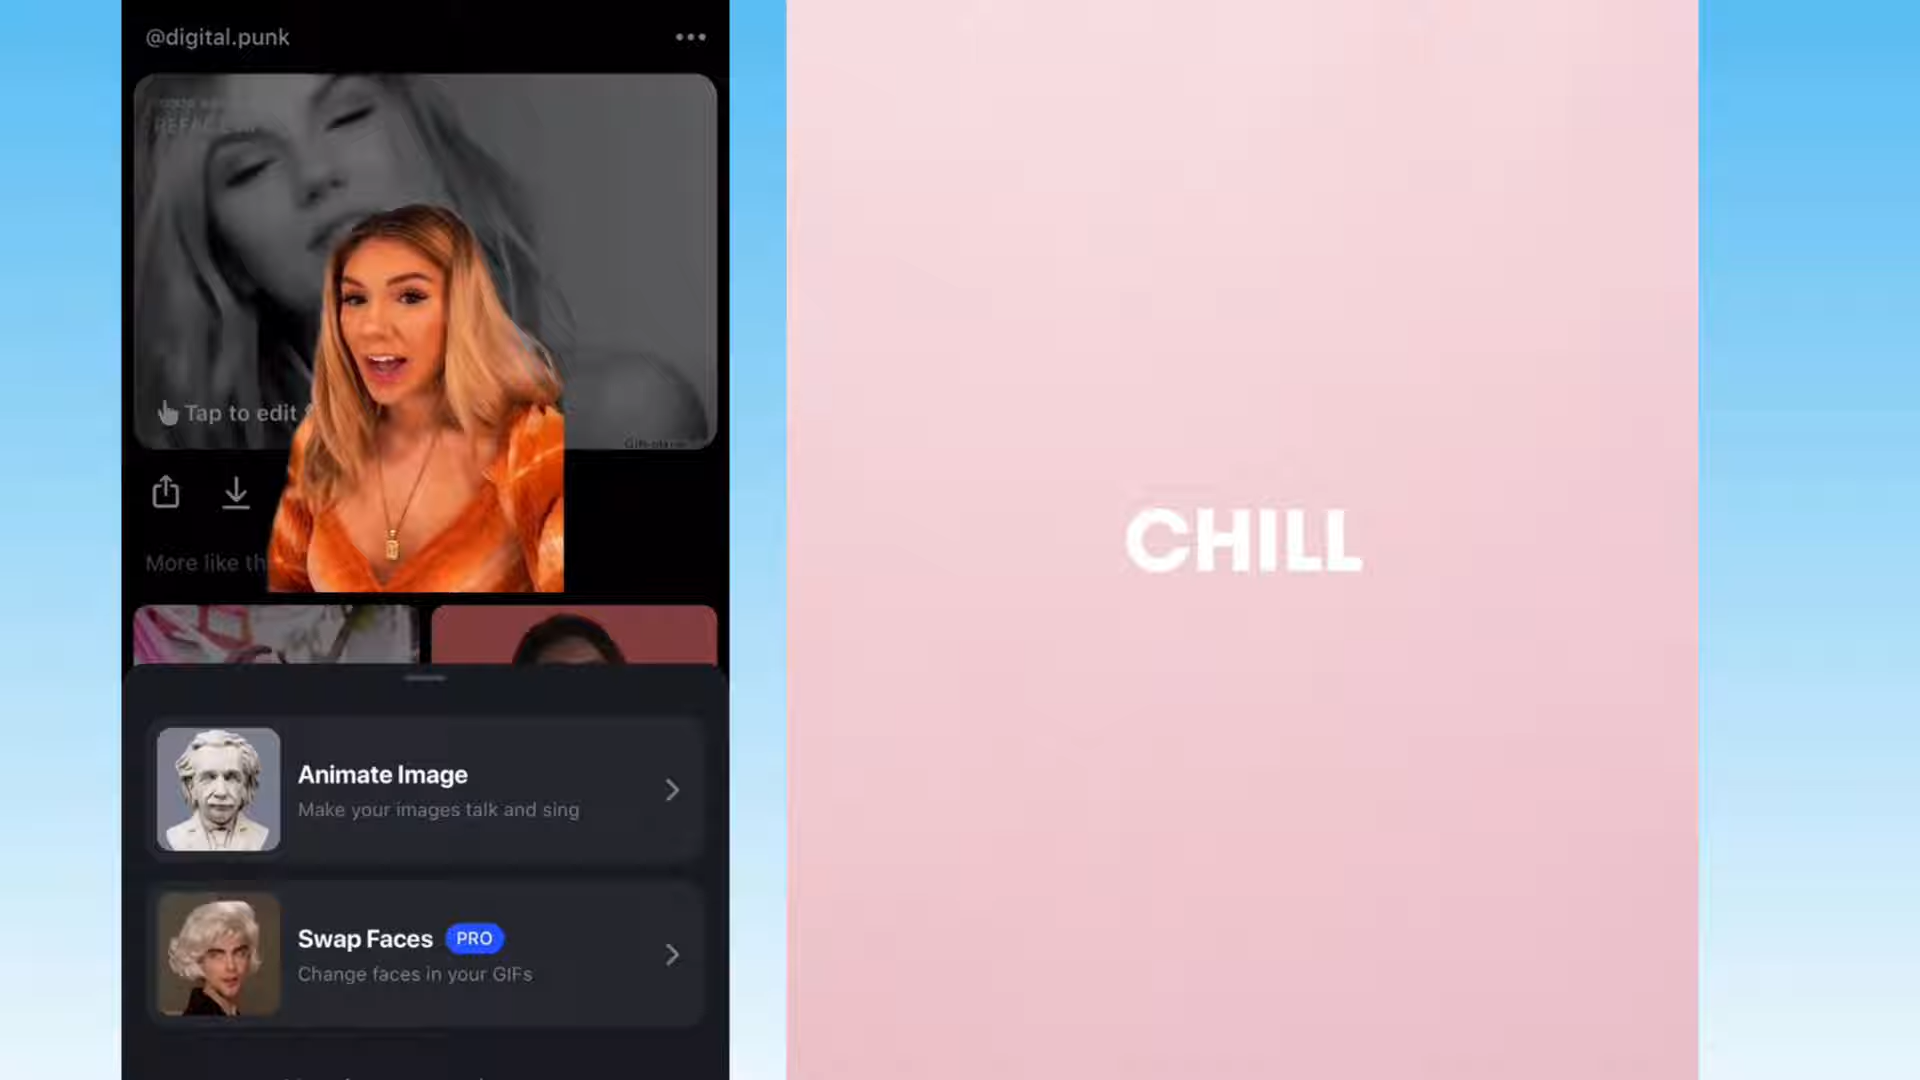 @digital.punk
Tap to edit
More like th
Animate Image
Make your images talk and sing
Swap Faces PRO
Change faces in your GIFs
CHILL